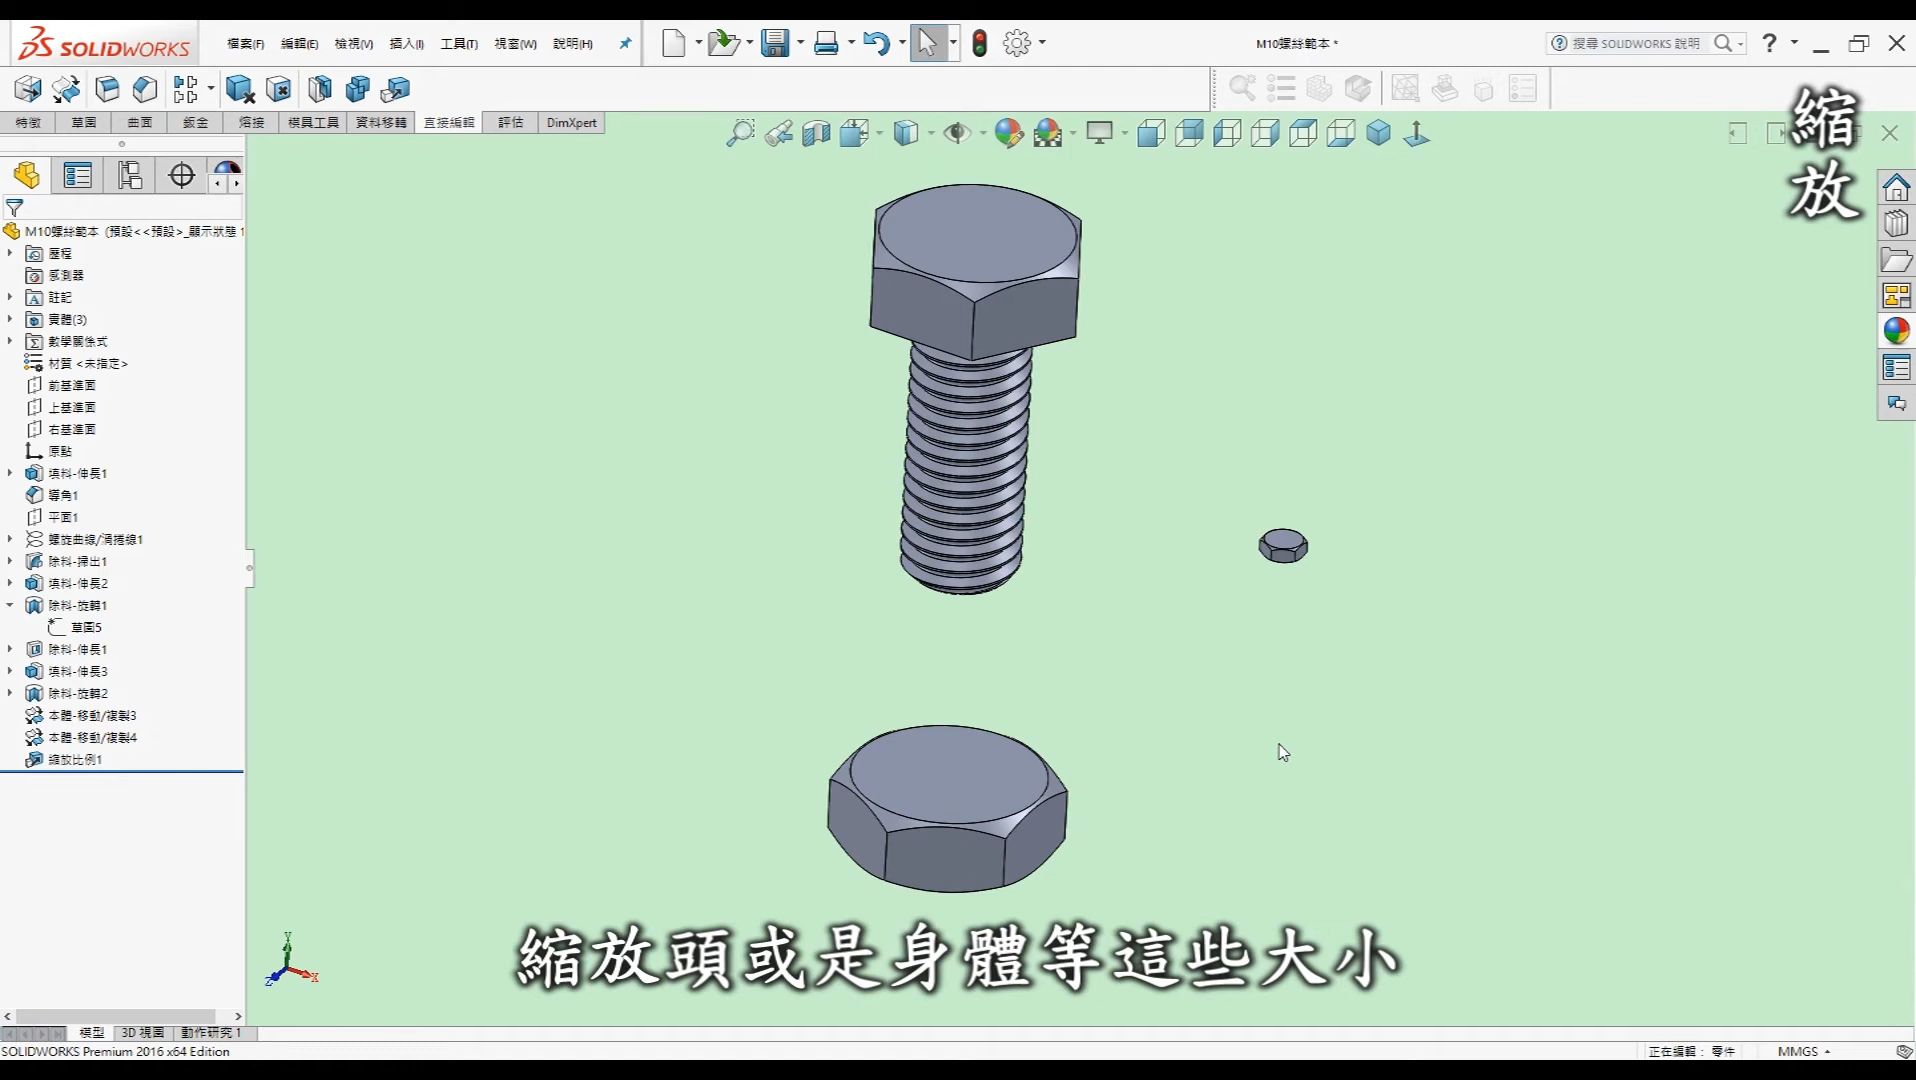 SOLIDWORKS 檔案(F) 編輯(E) 檢視(V) 插入(I) 工具(T) 視窗(W) 說明(H) M10螺絲範本 * 搜尋 SOLIDWORKS 說明
特徵 草圖 曲面 鈑金 熔接 模具工具 資料移轉 直接編輯 評估 DimXpert
縮放
M10螺絲範本 (預設<<預設>_顯示狀態 1
歷程
感測器
註記
實體(3)
數學關係式
材質 <未指定>
前基準面
上基準面
右基準面
原點
填料-伸長1
導角1
平面1
螺旋曲線/渦捲線1
除料-掃出1
填料-伸長2
除料-旋轉1
草圖5
除料-伸長1
填料-伸長3
除料-旋轉2
本體-移動/複製3
本體-移動/複製4
縮放比例1
縮放頭或是身體等這些大小
Y
Z X
模型 3D 視圖 動作研究 1
SOLIDWORKS Premium 2016 x64 Edition 正在編輯： 零件 MMGS